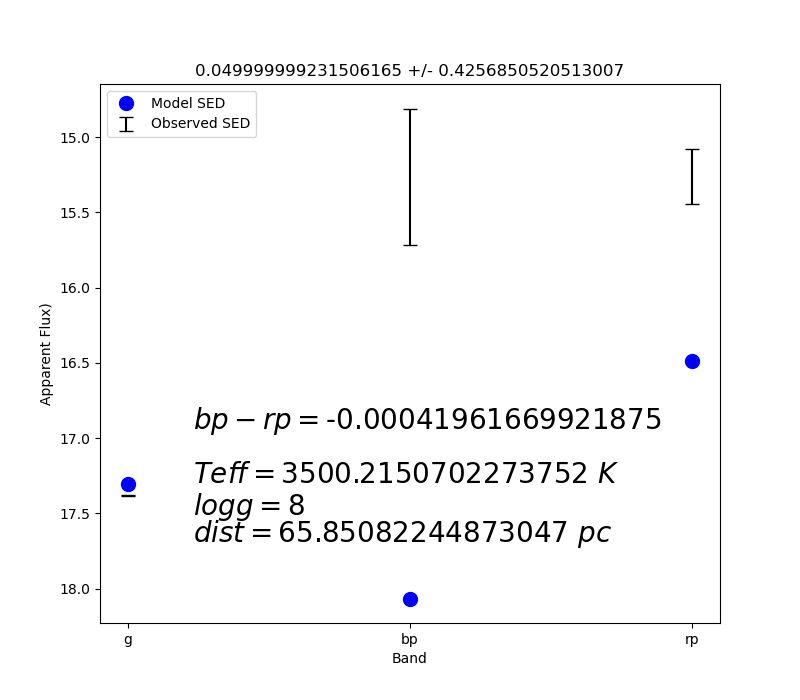 0.049999999231506165 +/- 0.4256850520513007
Model SED
Observed SED
15.0
15.5
16.0
16.5
17.0
17.5
18.0
Apparent Flux)
bp − rp = -0.00041961669921875
Teff = 3500.2150702273752 K
logg = 8
dist = 65.85082244873047 pc
g bp rp
Band